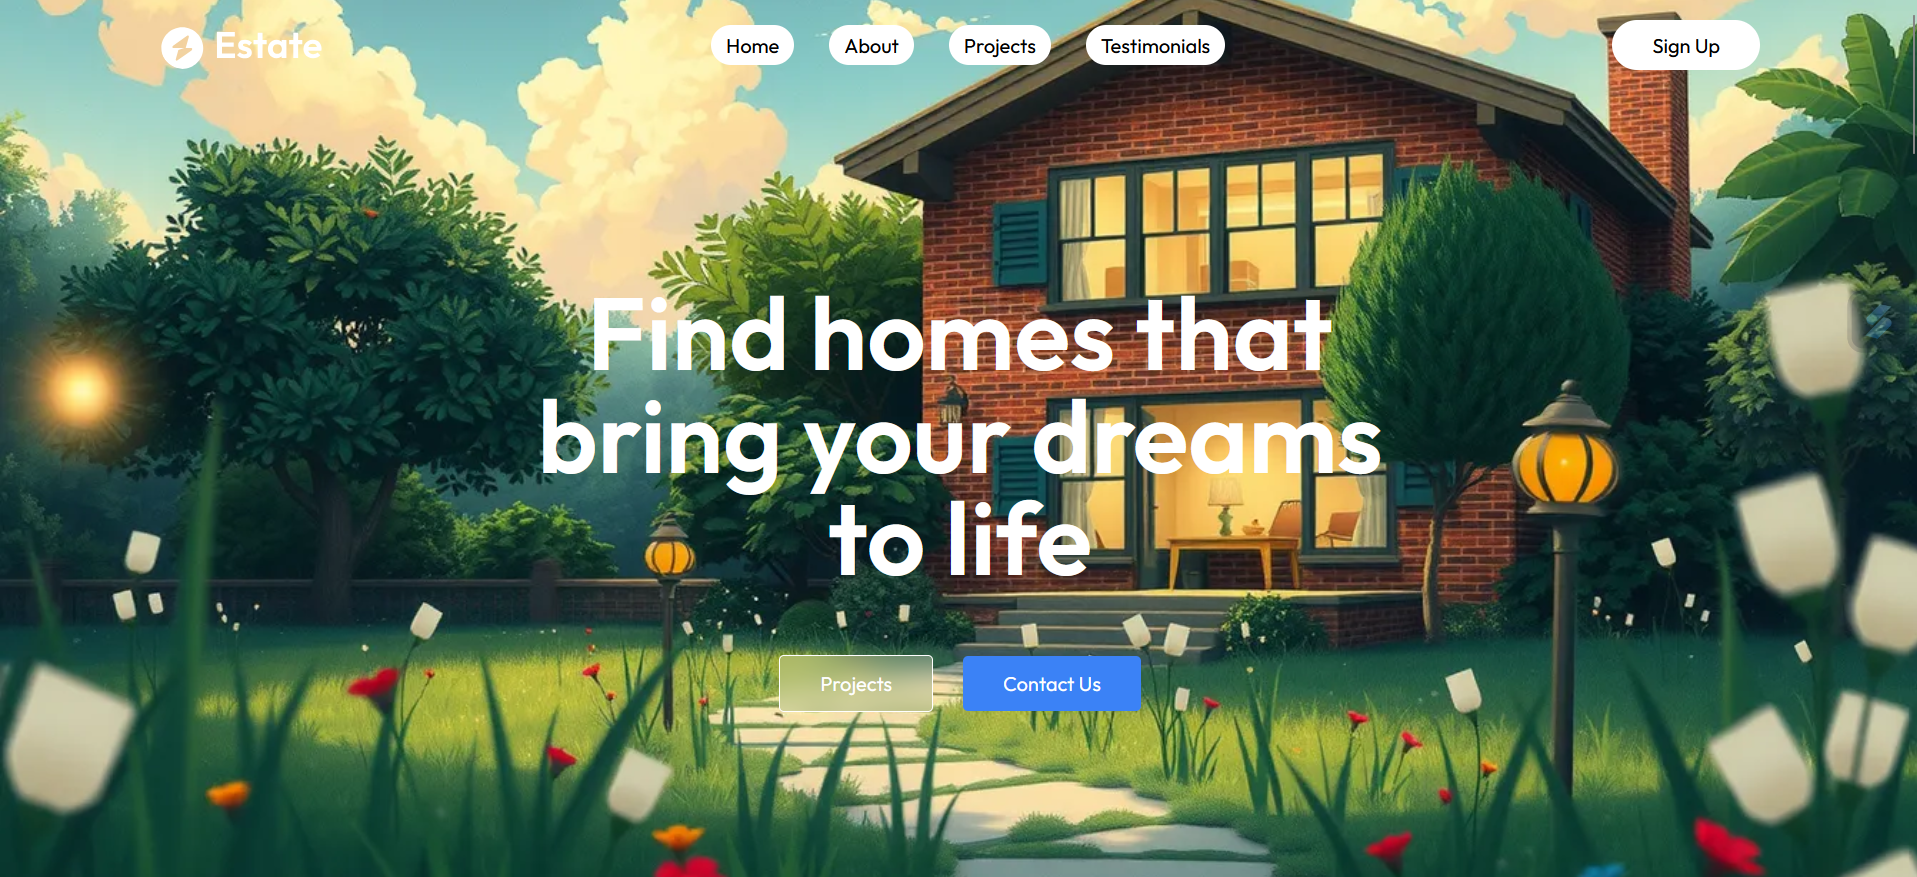 Estate
Home
About
Projects
Testimonials
Sign Up
Find homes that
bring your dreams
to life
Projects
Contact Us